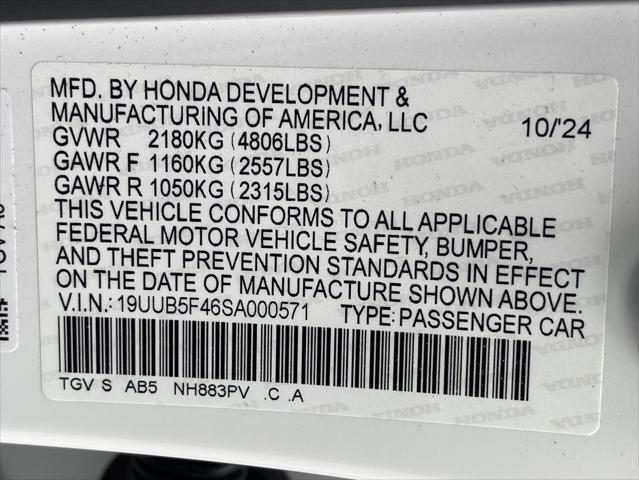 MFD. BY HONDA DEVELOPMENT &
MANUFACTURING OF AMERICA, LLC 10/'24
GVWR 2180KG (4806LBS)
GAWR F 1160KG (2557LBS)
GAWR R 1050KG (2315LBS)
THIS VEHICLE CONFORMS TO ALL APPLICABLE
FEDERAL MOTOR VEHICLE SAFETY, BUMPER,
AND THEFT PREVENTION STANDARDS IN EFFECT
ON THE DATE OF MANUFACTURE SHOWN ABOVE.
V.I.N.: 19UUB5F46SA000571 TYPE: PASSENGER CAR
TGV S AB5 NH883PV .C .A